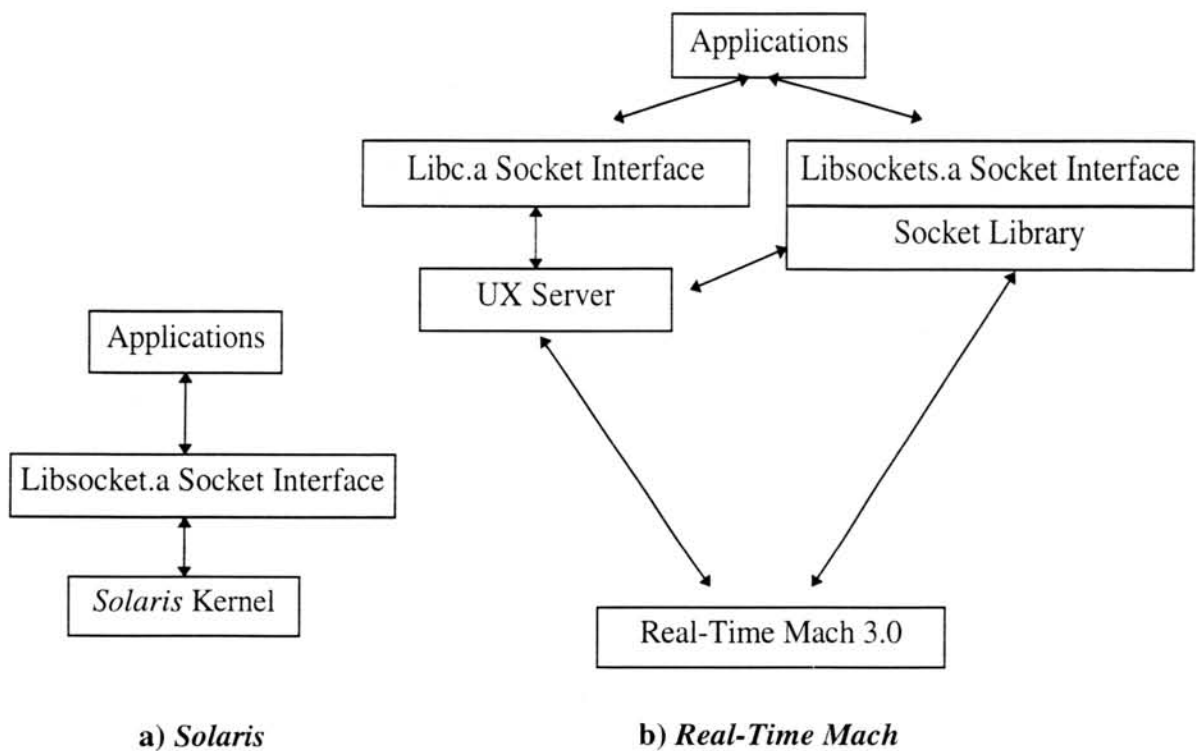 Applications
Libc.a Socket Interface
Libsockets.a Socket Interface
Socket Library
UX Server
Real-Time Mach 3.0
Applications
Libsocket.a Socket Interface
Solaris Kernel
a) Solaris
b) Real-Time Mach